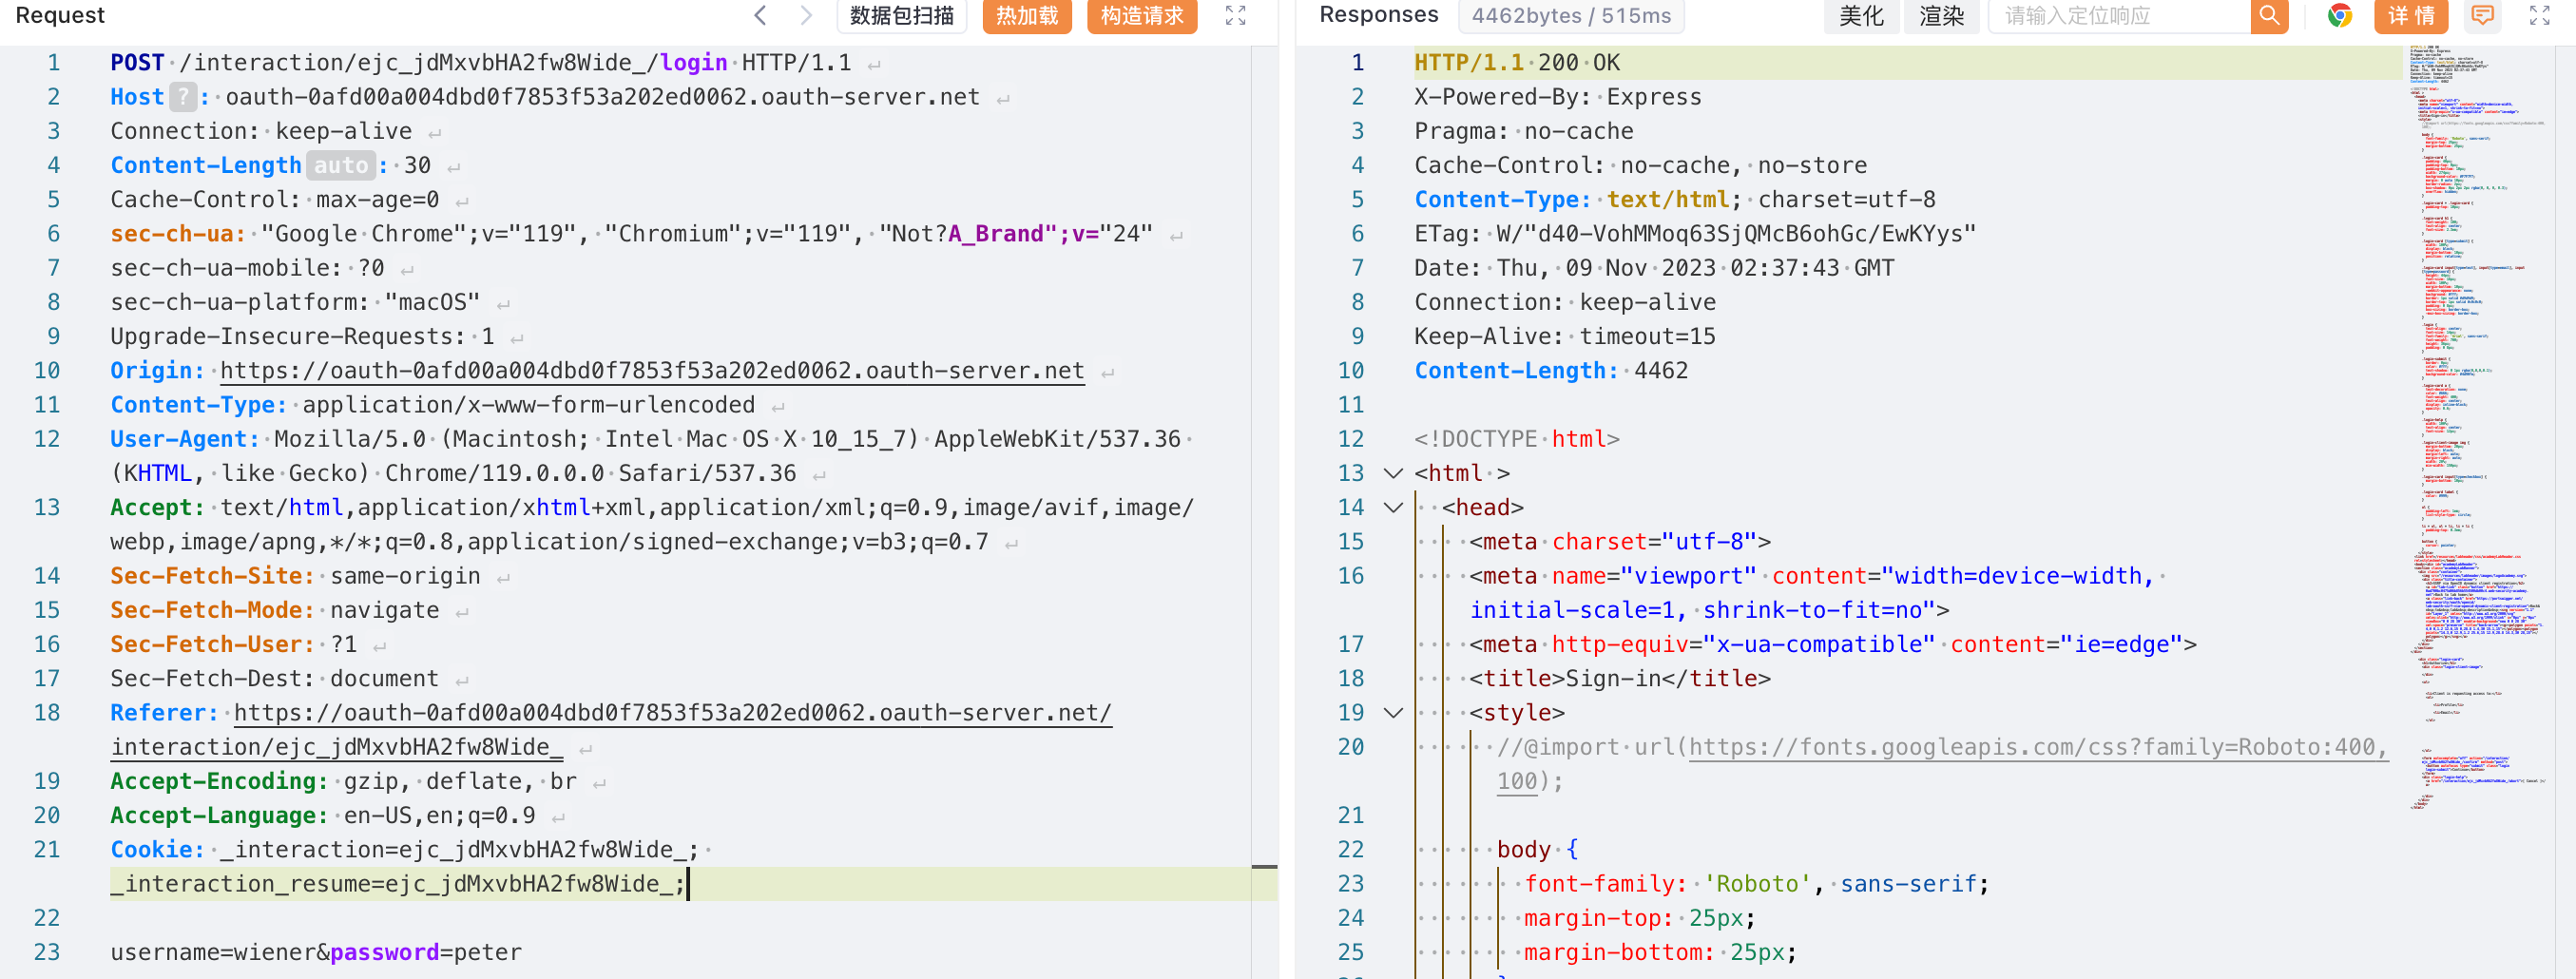 Request
数据包扫描
热加载
构造请求
1 POST /interaction/ejc_jdMxvbHA2fw8Wide_/login HTTP/1.1
2 Host ? : oauth-0afd00a004dbd0f7853f53a202ed0062.oauth-server.net
3 Connection: keep-alive
4 Content-Length auto : 30
5 Cache-Control: max-age=0
6 sec-ch-ua: "Google Chrome";v="119", "Chromium";v="119", "Not?A_Brand";v="24"
7 sec-ch-ua-mobile: ?0
8 sec-ch-ua-platform: "macOS"
9 Upgrade-Insecure-Requests: 1
10 Origin: https://oauth-0afd00a004dbd0f7853f53a202ed0062.oauth-server.net
11 Content-Type: application/x-www-form-urlencoded
12 User-Agent: Mozilla/5.0 (Macintosh; Intel Mac OS X 10_15_7) AppleWebKit/537.36
(KHTML, like Gecko) Chrome/119.0.0.0 Safari/537.36
13 Accept: text/html,application/xhtml+xml,application/xml;q=0.9,image/avif,image/
webp,image/apng,*/*;q=0.8,application/signed-exchange;v=b3;q=0.7
14 Sec-Fetch-Site: same-origin
15 Sec-Fetch-Mode: navigate
16 Sec-Fetch-User: ?1
17 Sec-Fetch-Dest: document
18 Referer: https://oauth-0afd00a004dbd0f7853f53a202ed0062.oauth-server.net/
interaction/ejc_jdMxvbHA2fw8Wide_
19 Accept-Encoding: gzip, deflate, br
20 Accept-Language: en-US,en;q=0.9
21 Cookie: _interaction=ejc_jdMxvbHA2fw8Wide_;
_interaction_resume=ejc_jdMxvbHA2fw8Wide_;
22
23 username=wiener&password=peter
Responses
4462bytes / 515ms
美化
渲染
请输入定位响应
详情
1 HTTP/1.1 200 OK
2 X-Powered-By: Express
3 Pragma: no-cache
4 Cache-Control: no-cache, no-store
5 Content-Type: text/html; charset=utf-8
6 ETag: W/"d40-VohMMoq63SjQMcB6ohGc/EwKYys"
7 Date: Thu, 09 Nov 2023 02:37:43 GMT
8 Connection: keep-alive
9 Keep-Alive: timeout=15
10 Content-Length: 4462
11
12 <!DOCTYPE html>
13 <html >
14 <head>
15 <meta charset="utf-8">
16 <meta name="viewport" content="width=device-width,
initial-scale=1, shrink-to-fit=no">
17 <meta http-equiv="x-ua-compatible" content="ie=edge">
18 <title>Sign-in</title>
19 <style>
20 //@import url(https://fonts.googleapis.com/css?family=Roboto:400,
100);
21
22 body {
23 font-family: 'Roboto', sans-serif;
24 margin-top: 25px;
25 margin-bottom: 25px;